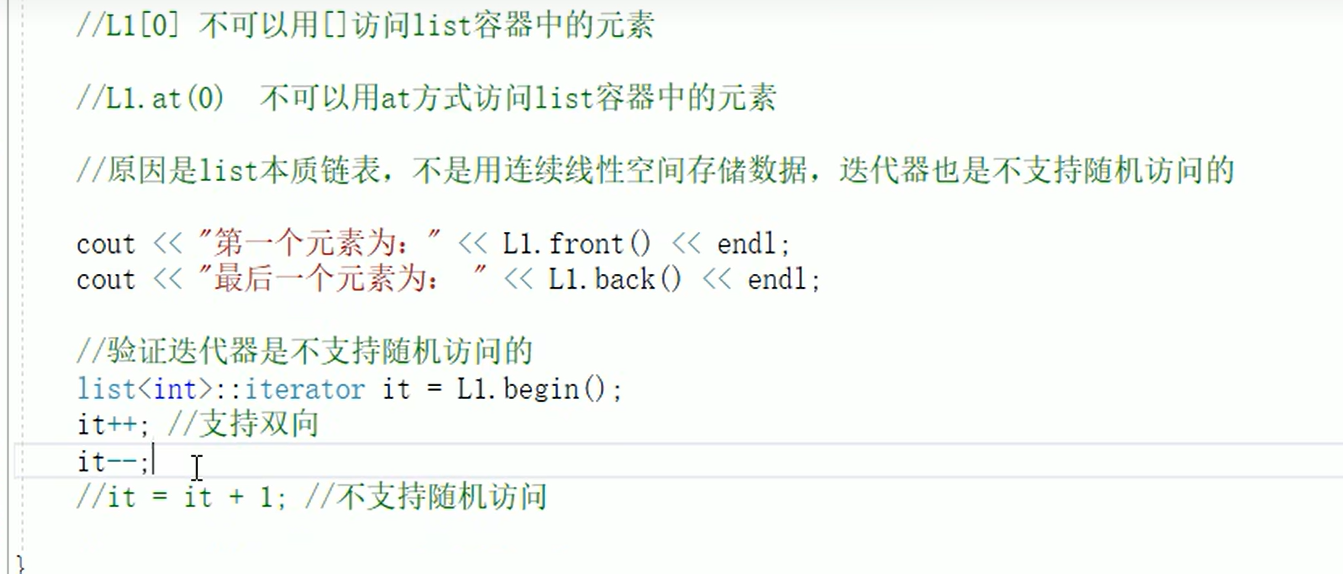 //L1[0] 不可以用[]访问list容器中的元素
//L1.at(0)  不可以用at方式访问list容器中的元素
//原因是list本质链表，不是用连续线性空间存储数据，迭代器也是不支持随机访问的
cout << "第一个元素为：" << L1.front() << endl;
cout << "最后一个元素为： " << L1.back() << endl;
//验证迭代器是不支持随机访问的
list<int>::iterator it = L1.begin();
it++; //支持双向
it--;
//it = it + 1; //不支持随机访问
}